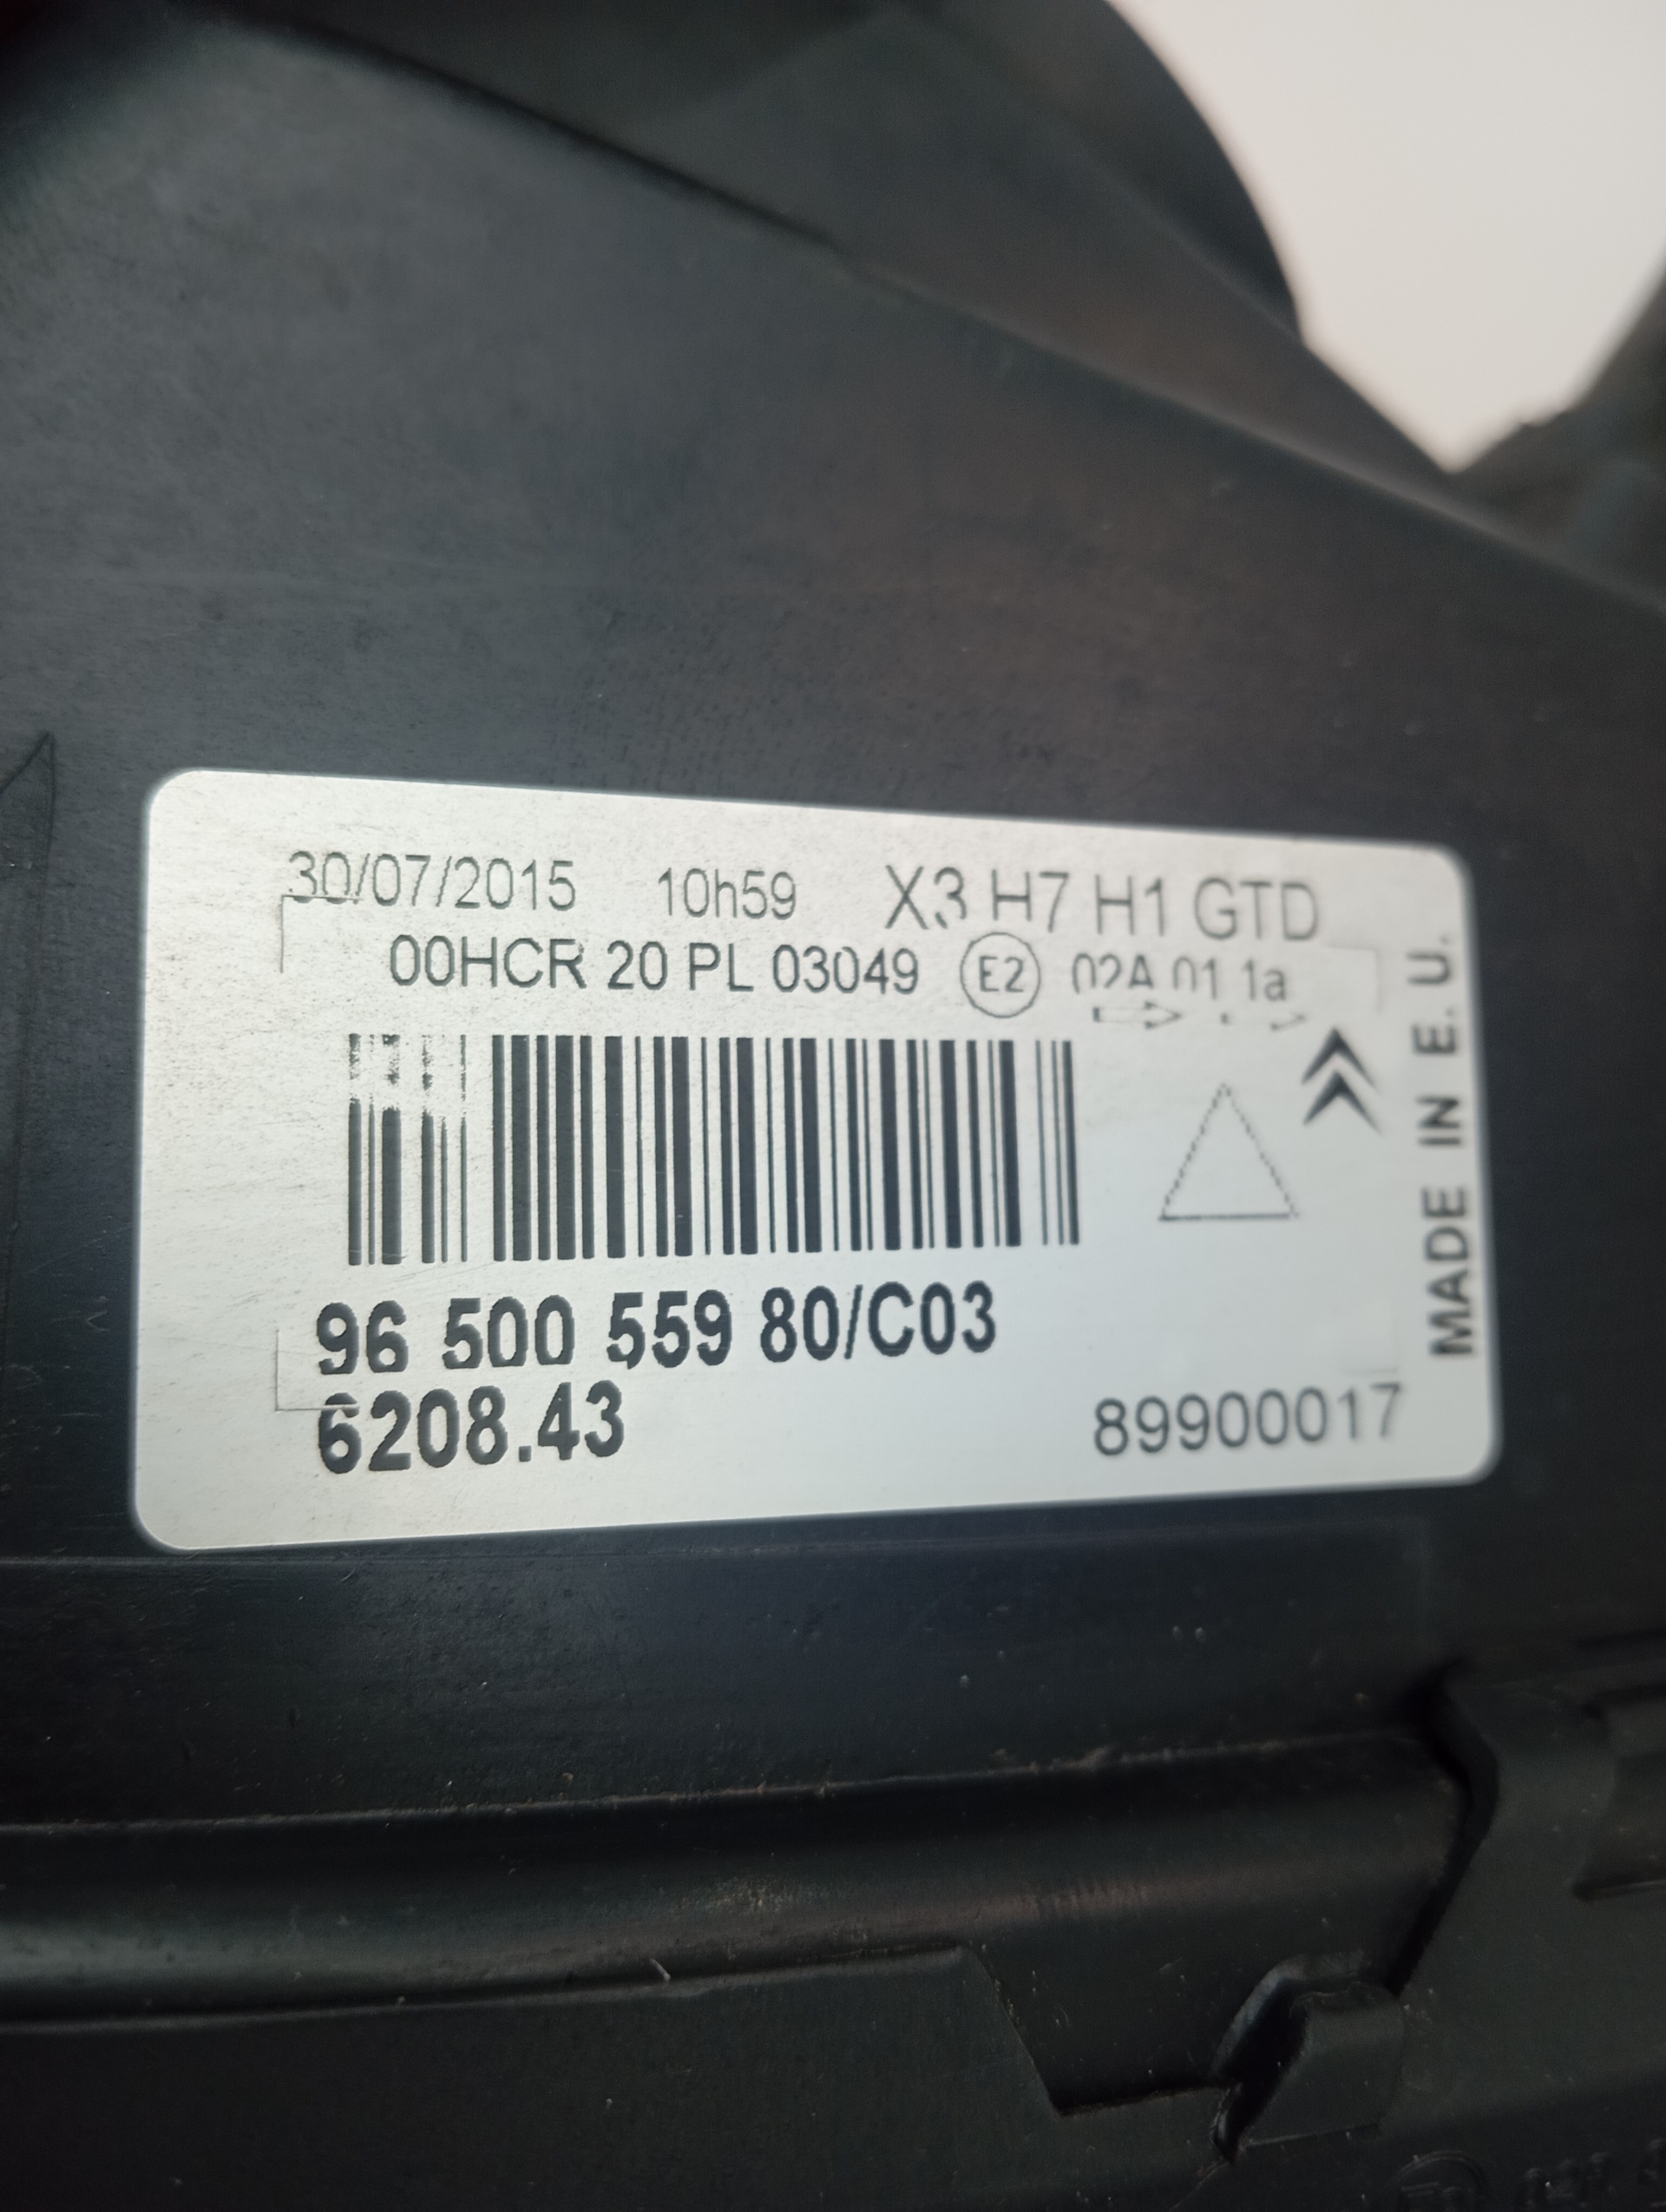 30/07/2015 10h59 X3 H7 H1 GTD
00HCR 20 PL 03049 E2 02A 01 1a
96 500 559 80/C03
6208.43
89900017
MADE IN E.U.